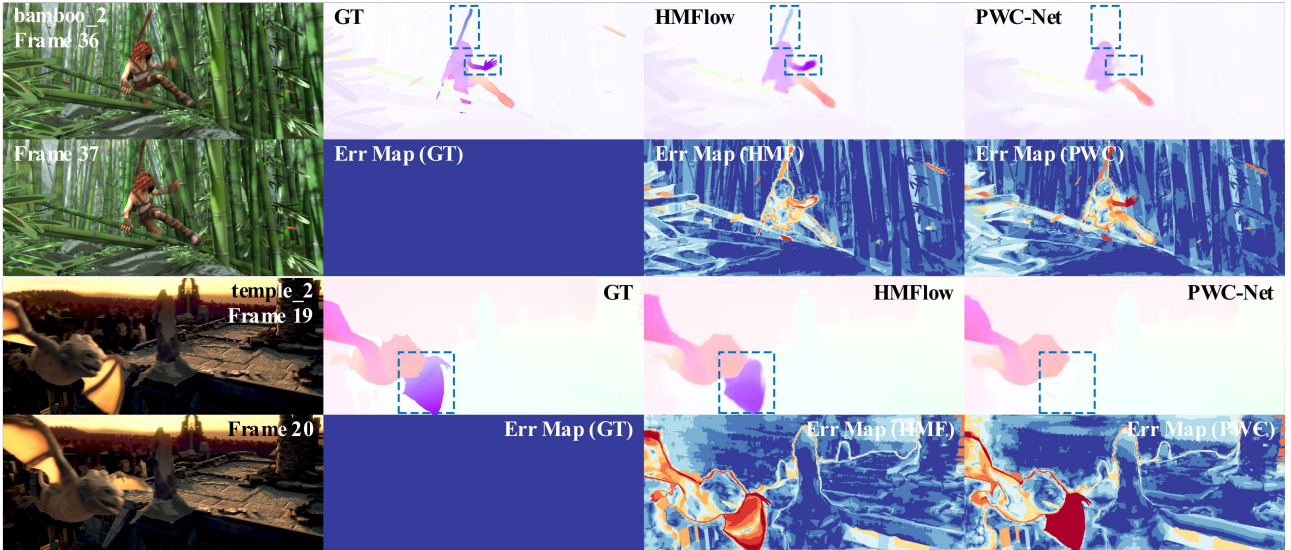 bamboo_2
Frame 36
GT
HMFlow
PWC-Net
Frame 37
Err Map (GT)
Err Map (HMF)
Err Map (PWC)
temple_2
Frame 19
GT
HMFlow
PWC-Net
Frame 20
Err Map (GT)
Err Map (HMF)
Err Map (PWC)